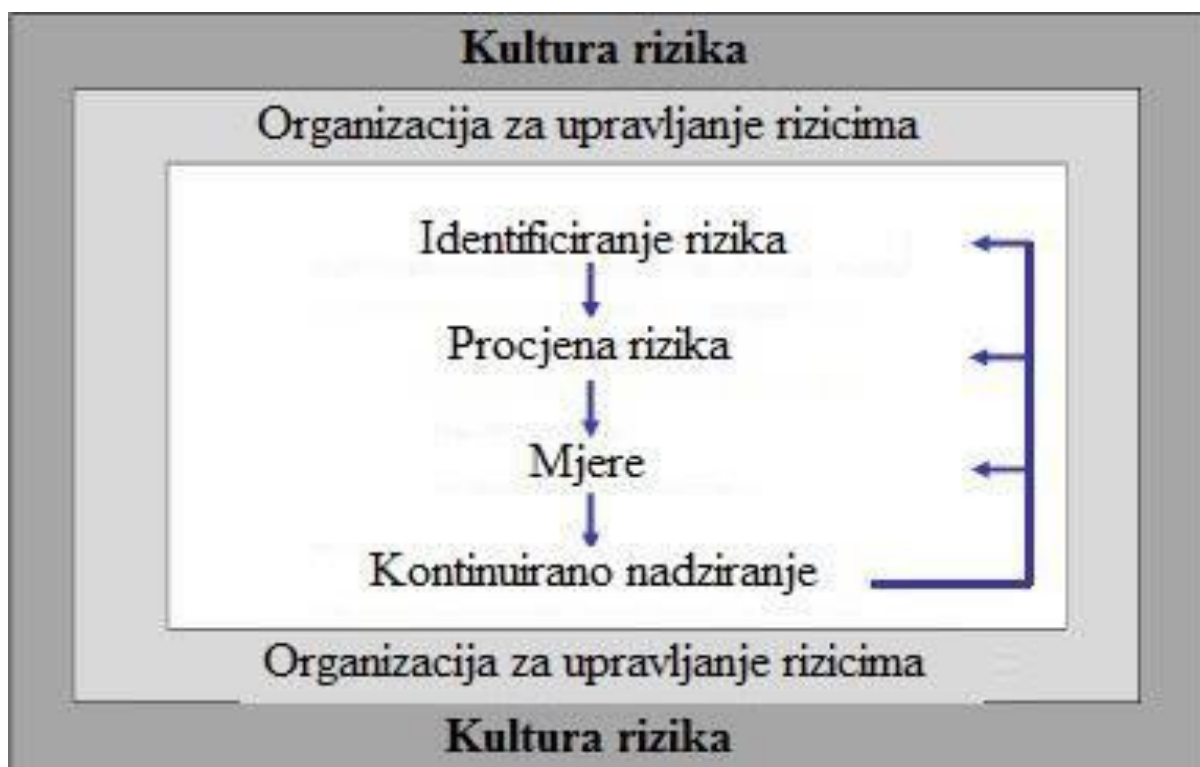 Kultura rizika
Organizacija za upravljanje rizicima
Identificiranje rizika
Procjena rizika
Mjere
Kontinuirano nadziranje
Organizacija za upravljanje rizicima
Kultura rizika